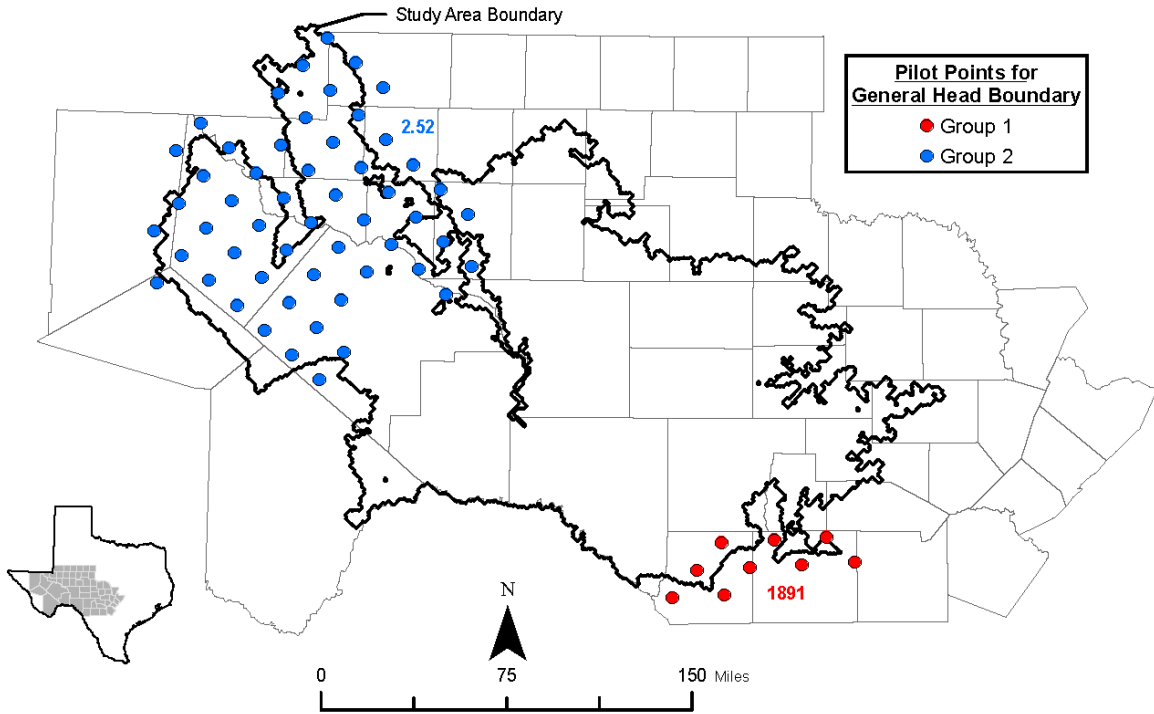 Study Area Boundary
Pilot Points for
General Head Boundary
Group 1
Group 2
2.52
1891
N
0 75 150 Miles